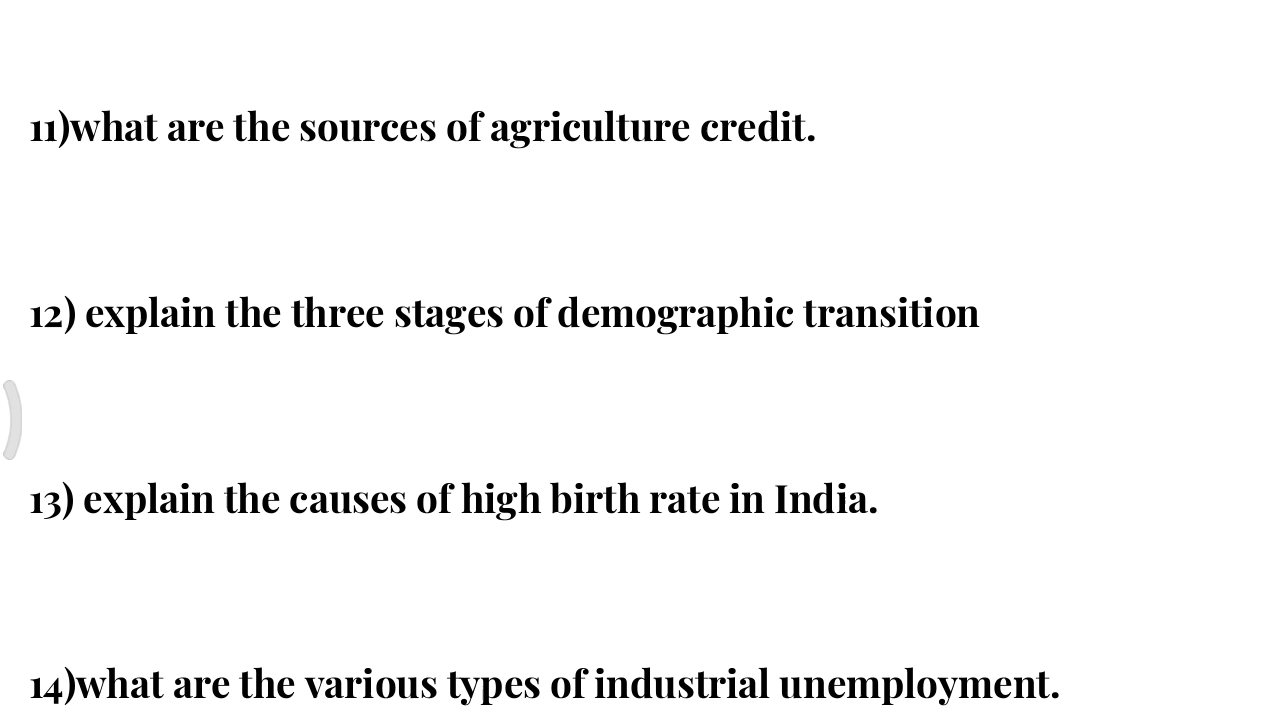 11)what are the sources of agriculture credit.
12) explain the three stages of demographic transition
13) explain the causes of high birth rate in India.
14)what are the various types of industrial unemployment.